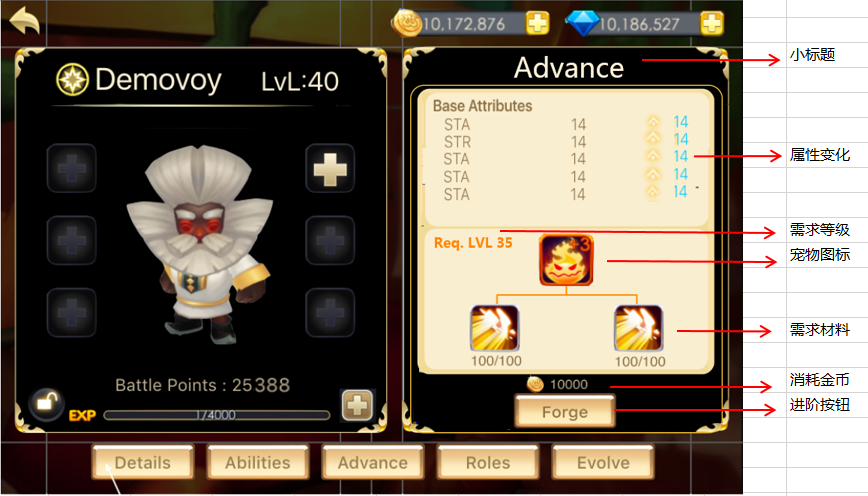 10,172,876
10,186,527
Demovoy LvL:40
Battle Points : 25388
EXP 1/4000
Advance
Base Attributes
STA 14 14
STR 14 14
STA 14 14
STA 14 14
STA 14 14
Req. LVL 35
+3
100/100
100/100
10000
Forge
Details
Abilities
Advance
Roles
Evolve
小标题
属性变化
需求等级
宠物图标
需求材料
消耗金币
进阶按钮